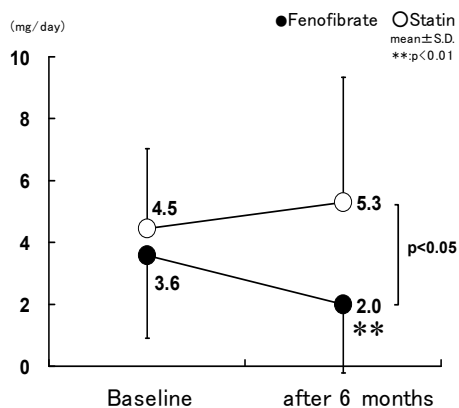 (mg/day)
●Fenofibrate ○Statin
mean±S.D.
**:p<0.01
10
8
6
4
2
0
4.5
5.3
3.6
2.0
**
p<0.05
Baseline
after 6 months